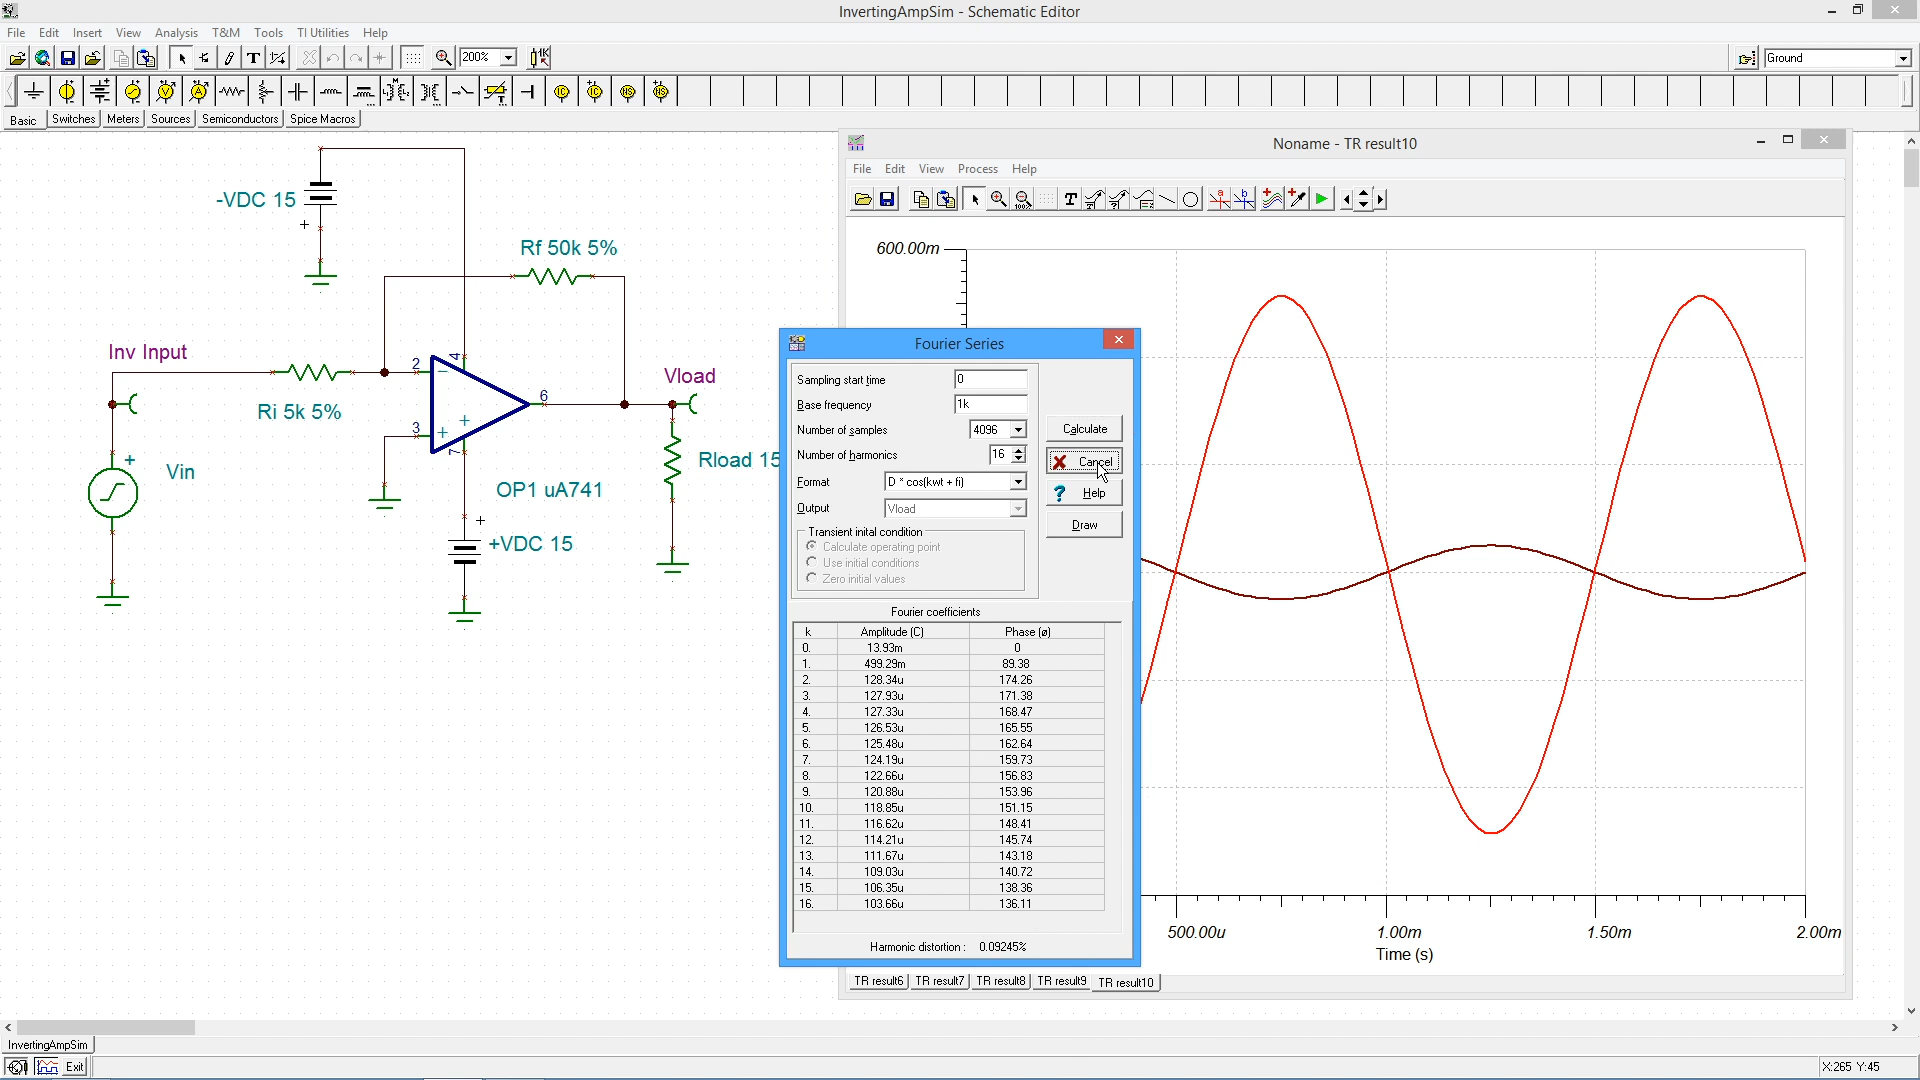 InvertingAmpSim - Schematic Editor
File Edit Insert View Analysis T&M Tools TI Utilities Help
200%
Ground
Basic Switches Meters Sources Semiconductors Spice Macros
-VDC 15
+
Rf 50k 5%
Inv Input
Ri 5k 5%
Vin
+
2
3
4
6
7
Vload
Rload 15
OP1 uA741
+
+VDC 15
Noname - TR result10
File Edit View Process Help
600.00m
500.00u
1.00m
1.50m
2.00m
Time (s)
Fourier Series
Sampling start time 0
Base frequency 1k
Number of samples 4096
Number of harmonics 16
Format D * cos(kwt + fi)
Output Vload
Transient inital condition
Calculate operating point
Use initial conditions
Zero initial values
Calculate
Cancel
Help
Draw
Fourier coefficients
k Amplitude (C) Phase (ø)
0. 13.93m 0
1. 499.29m 89.38
2. 128.34u 174.26
3. 127.93u 171.38
4. 127.33u 168.47
5. 126.53u 165.55
6. 125.48u 162.64
7. 124.19u 159.73
8. 122.66u 156.83
9. 120.88u 153.96
10. 118.85u 151.15
11. 116.62u 148.41
12. 114.21u 145.74
13. 111.67u 143.18
14. 109.03u 140.72
15. 106.35u 138.36
16. 103.66u 136.11
Harmonic distortion : 0.09245%
TR result6 TR result7 TR result8 TR result9 TR result10
InvertingAmpSim
Exit
X:265 Y:45